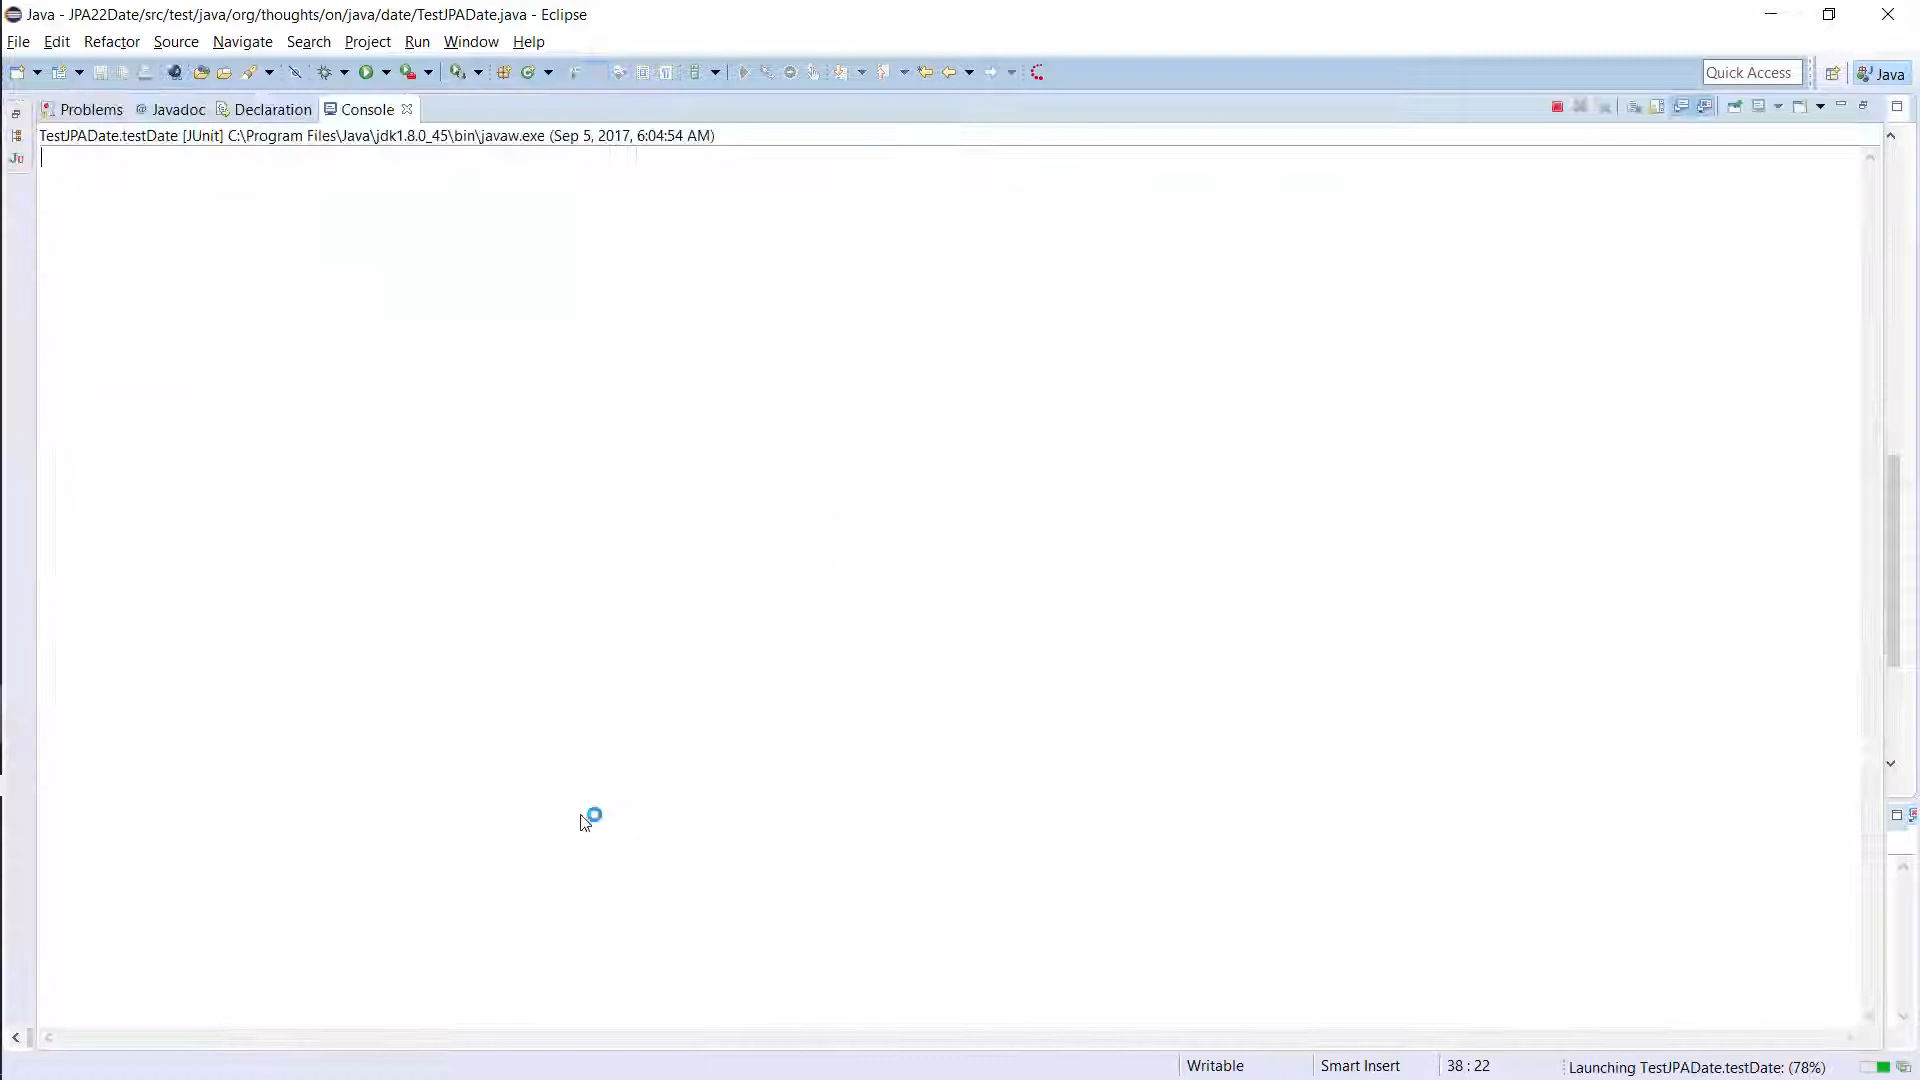 Java - JPA22Date/src/test/java/org/thoughts/on/java/date/TestJPADate.java - Eclipse
File Edit Refactor Source Navigate Search Project Run Window Help
Quick Access Java
Problems @ Javadoc Declaration Console
TestJPADate.testDate [JUnit] C:\Program Files\Java\jdk1.8.0_45\bin\javaw.exe (Sep 5, 2017, 6:04:54 AM)
Ju
Writable Smart Insert 38 : 22 Launching TestJPADate.testDate: (78%)